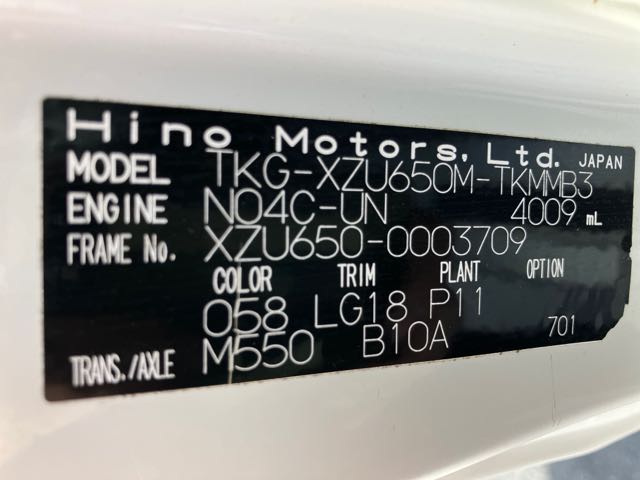 Hino Motors, Ltd. JAPAN
MODEL TKG-XZU650M-TKMMB3
ENGINE N04C-UN 4009 mL
FRAME No. XZU650-0003709
COLOR TRIM PLANT OPTION
058 LG18 P11
TRANS./AXLE M550 B10A 701